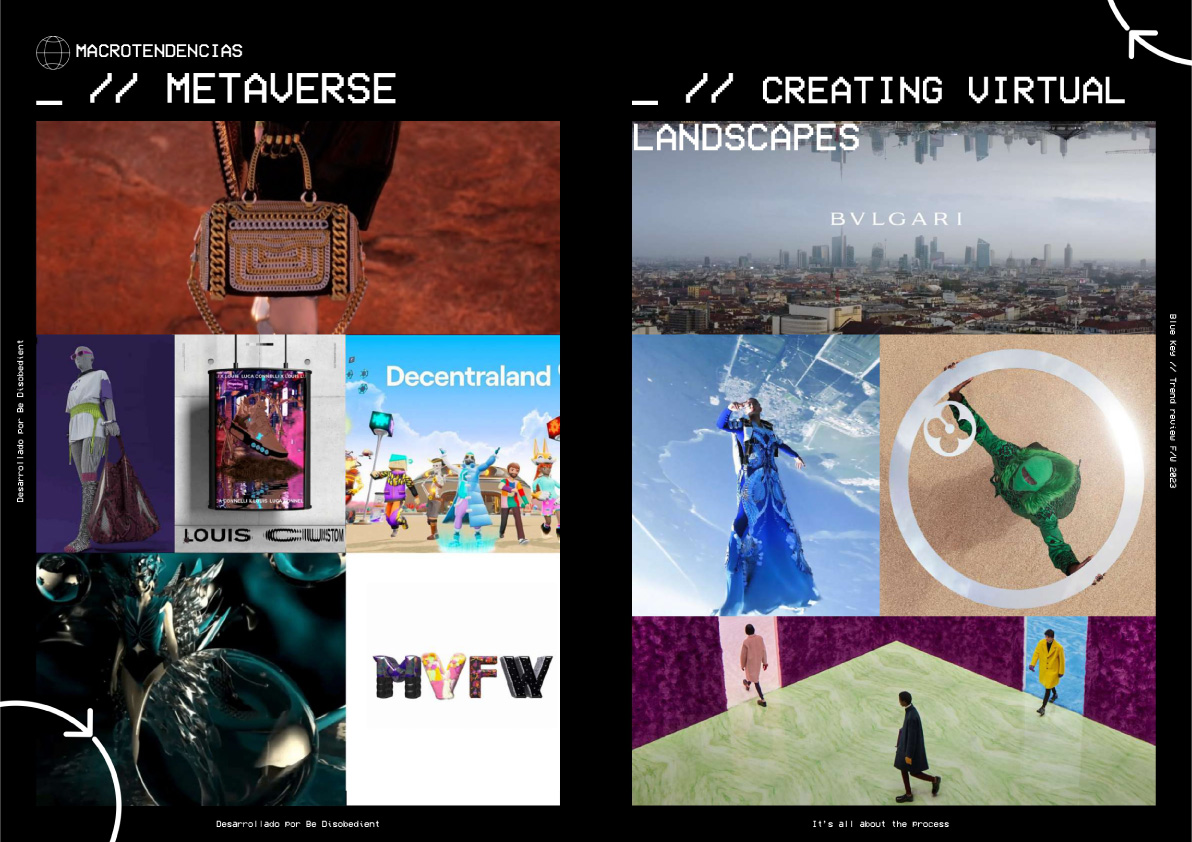 MACROTENDENCIAS
_ // METAVERSE
Decentraland
LOUIS
MVFW
Desarrollado por Be Disobedient
Desarrollado por Be Disobedient
_ // CREATING VIRTUAL
LANDSCAPES
BVLGARI
Blue Key // Trend review F/W 2023
It's all about the process